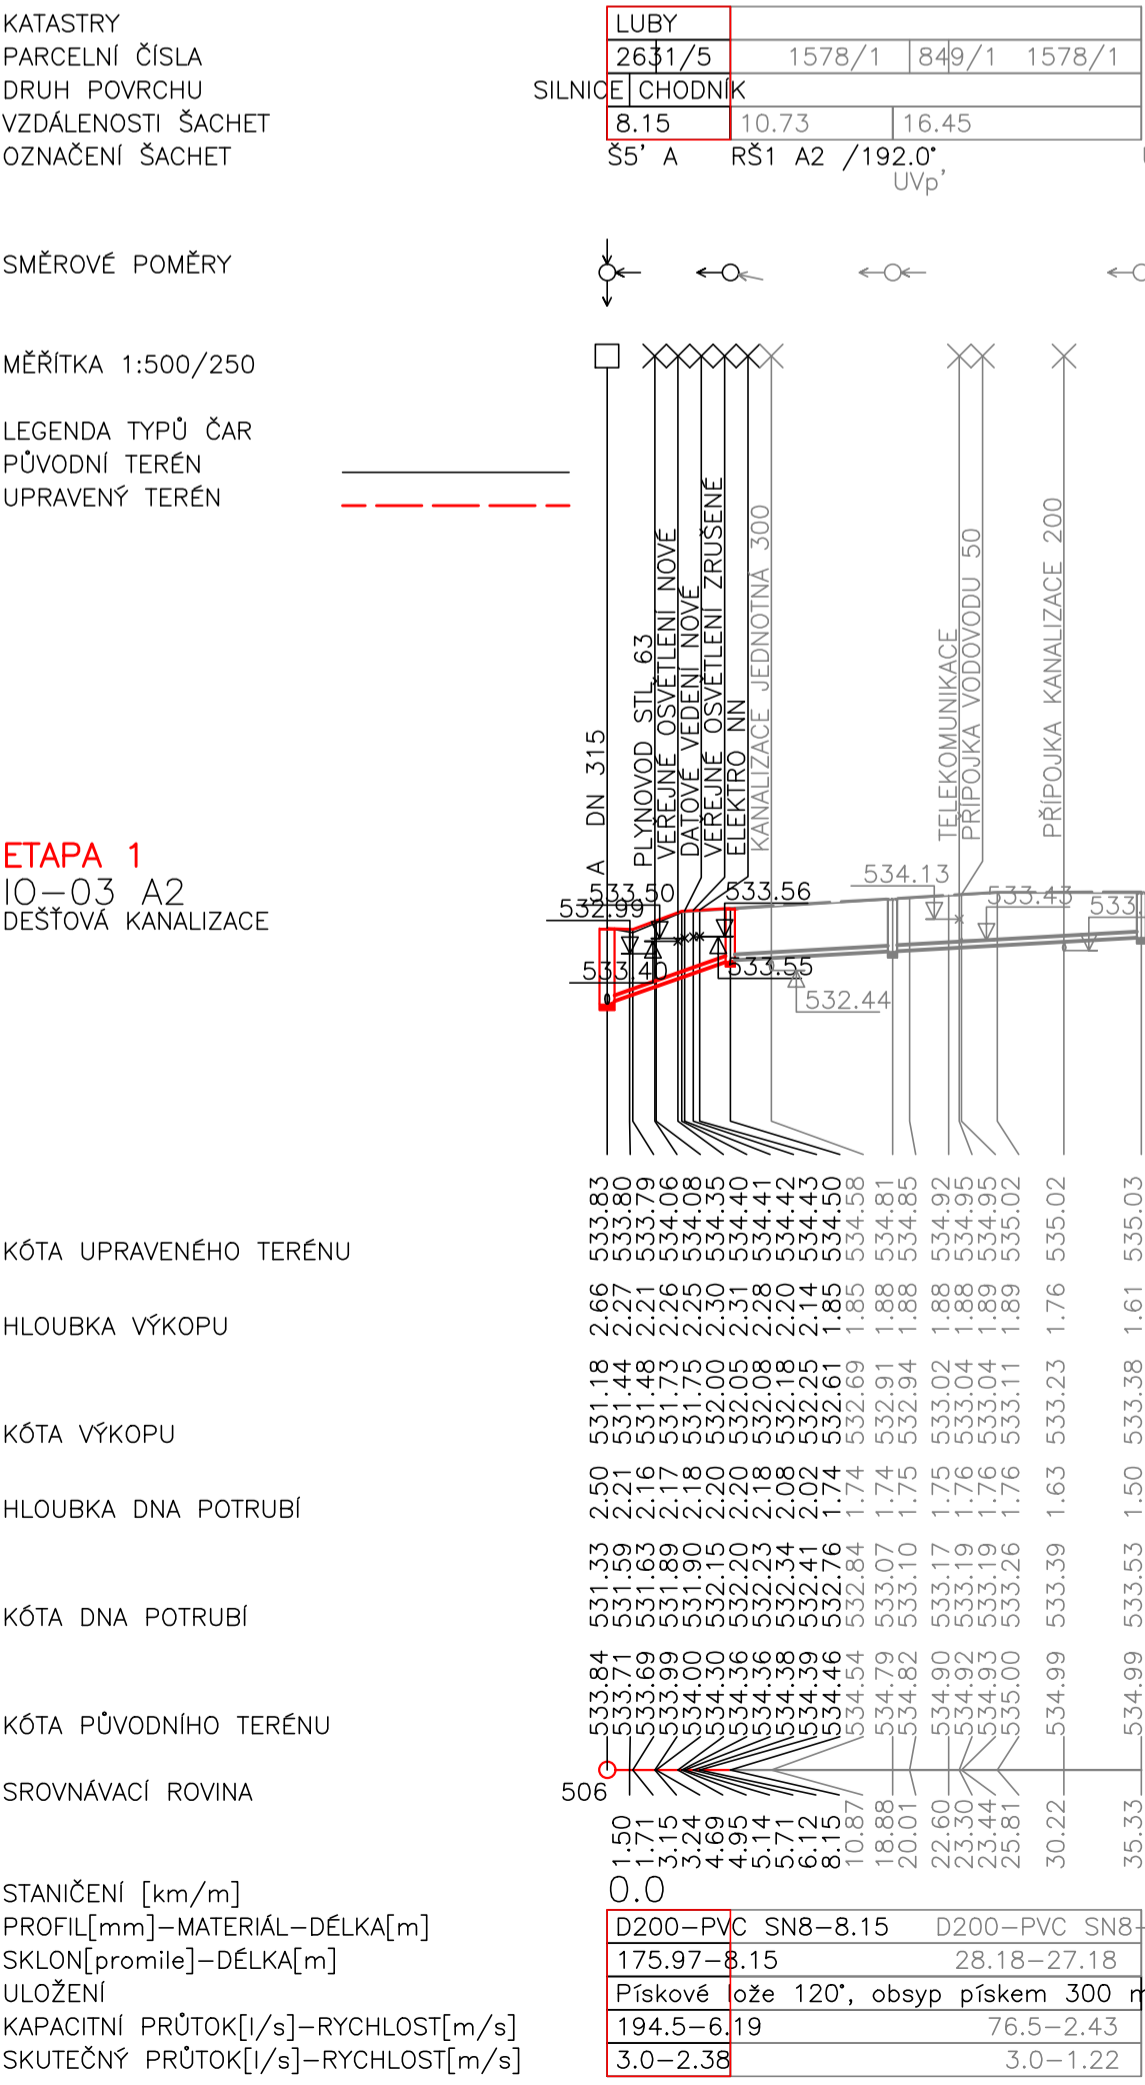 KATASTRY LUBY
PARCELNÍ ČÍSLA 2631/5 1578/1 849/1 1578/1
DRUH POVRCHU SILNICE CHODNÍK
VZDÁLENOSTI ŠACHET 8.15 10.73 16.45
OZNAČENÍ ŠACHET Š5' A RŠ1 A2 /192.0°
UVp'
SMĚROVÉ POMĚRY
MĚŘÍTKA 1:500/250
LEGENDA TYPŮ ČAR
PŮVODNÍ TERÉN
UPRAVENÝ TERÉN
A DN 315
PLYNOVOD STL 63
VEŘEJNÉ OSVĚTLENÍ NOVÉ
DATOVÉ VEDENÍ NOVÉ
VEŘEJNÉ OSVĚTLENÍ ZRUŠENÉ
ELEKTRO NN
KANALIZACE JEDNOTNÁ 300
TELEKOMUNIKACE
PŘÍPOJKA VODOVODU 50
PŘÍPOJKA KANALIZACE 200
ETAPA 1
IO-03 A2
DEŠŤOVÁ KANALIZACE
533.50 533.56 534.13 533.43
532.99 533.
533.40 533.55
532.44
KÓTA UPRAVENÉHO TERÉNU 533.83 533.80 533.79 534.06 534.08 534.35 534.40 534.41 534.42 534.43 534.50 534.58 534.81 534.85 534.92 534.95 534.95 535.02 535.02 535.03
HLOUBKA VÝKOPU 2.66 2.27 2.21 2.26 2.25 2.30 2.31 2.28 2.20 2.14 1.85 1.85 1.88 1.88 1.88 1.88 1.89 1.89 1.76 1.61
KÓTA VÝKOPU 531.18 531.44 531.48 531.73 531.75 532.00 532.05 532.08 532.18 532.25 532.61 532.69 532.91 532.94 533.02 533.04 533.04 533.11 533.23 533.38
HLOUBKA DNA POTRUBÍ 2.50 2.21 2.16 2.17 2.18 2.20 2.20 2.18 2.08 2.02 1.74 1.74 1.74 1.75 1.75 1.76 1.76 1.76 1.63 1.50
KÓTA DNA POTRUBÍ 531.33 531.59 531.63 531.89 531.90 532.15 532.20 532.23 532.34 532.41 532.76 532.84 533.07 533.10 533.17 533.19 533.19 533.26 533.39 533.53
KÓTA PŮVODNÍHO TERÉNU 533.84 533.71 533.69 533.99 534.00 534.30 534.36 534.36 534.38 534.39 534.46 534.54 534.79 534.82 534.90 534.92 534.93 535.00 534.99 534.99
SROVNÁVACÍ ROVINA 506
1.50 1.71 3.15 3.24 4.69 4.95 5.14 5.71 6.12 8.15 10.87 18.88 20.01 22.60 23.30 23.44 25.81 30.22 35.33
STANIČENÍ [km/m] 0.0
PROFIL[mm]-MATERIÁL-DÉLKA[m] D200-PVC SN8-8.15 D200-PVC SN8-
SKLON[promile]-DÉLKA[m] 175.97-8.15 28.18-27.18
ULOŽENÍ Pískové lože 120°, obsyp pískem 300
KAPACITNÍ PRŮTOK[l/s]-RYCHLOST[m/s] 194.5-6.19 76.5-2.43
SKUTEČNÝ PRŮTOK[l/s]-RYCHLOST[m/s] 3.0-2.38 3.0-1.22